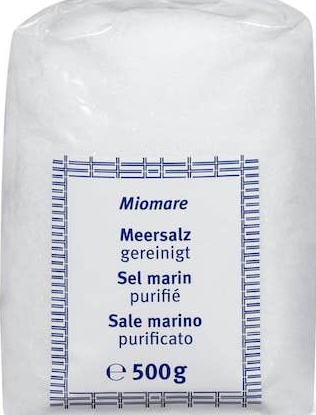 Miomare
Meersalz
gereinigt
Sel marin
purifié
Sale marino
purificato
℮ 500g